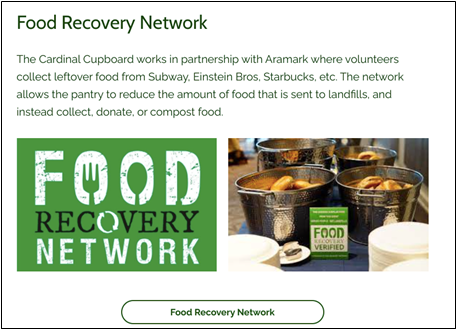 Food Recovery Network
The Cardinal Cupboard works in partnership with Aramark where volunteers
collect leftover food from Subway, Einstein Bros, Starbucks, etc. The network
allows the pantry to reduce the amount of food that is sent to landfills, and
instead collect, donate, or compost food.
FOOD
RECOVERY
NETWORK
FOOD
RECOVERY
VERIFIED
Food Recovery Network